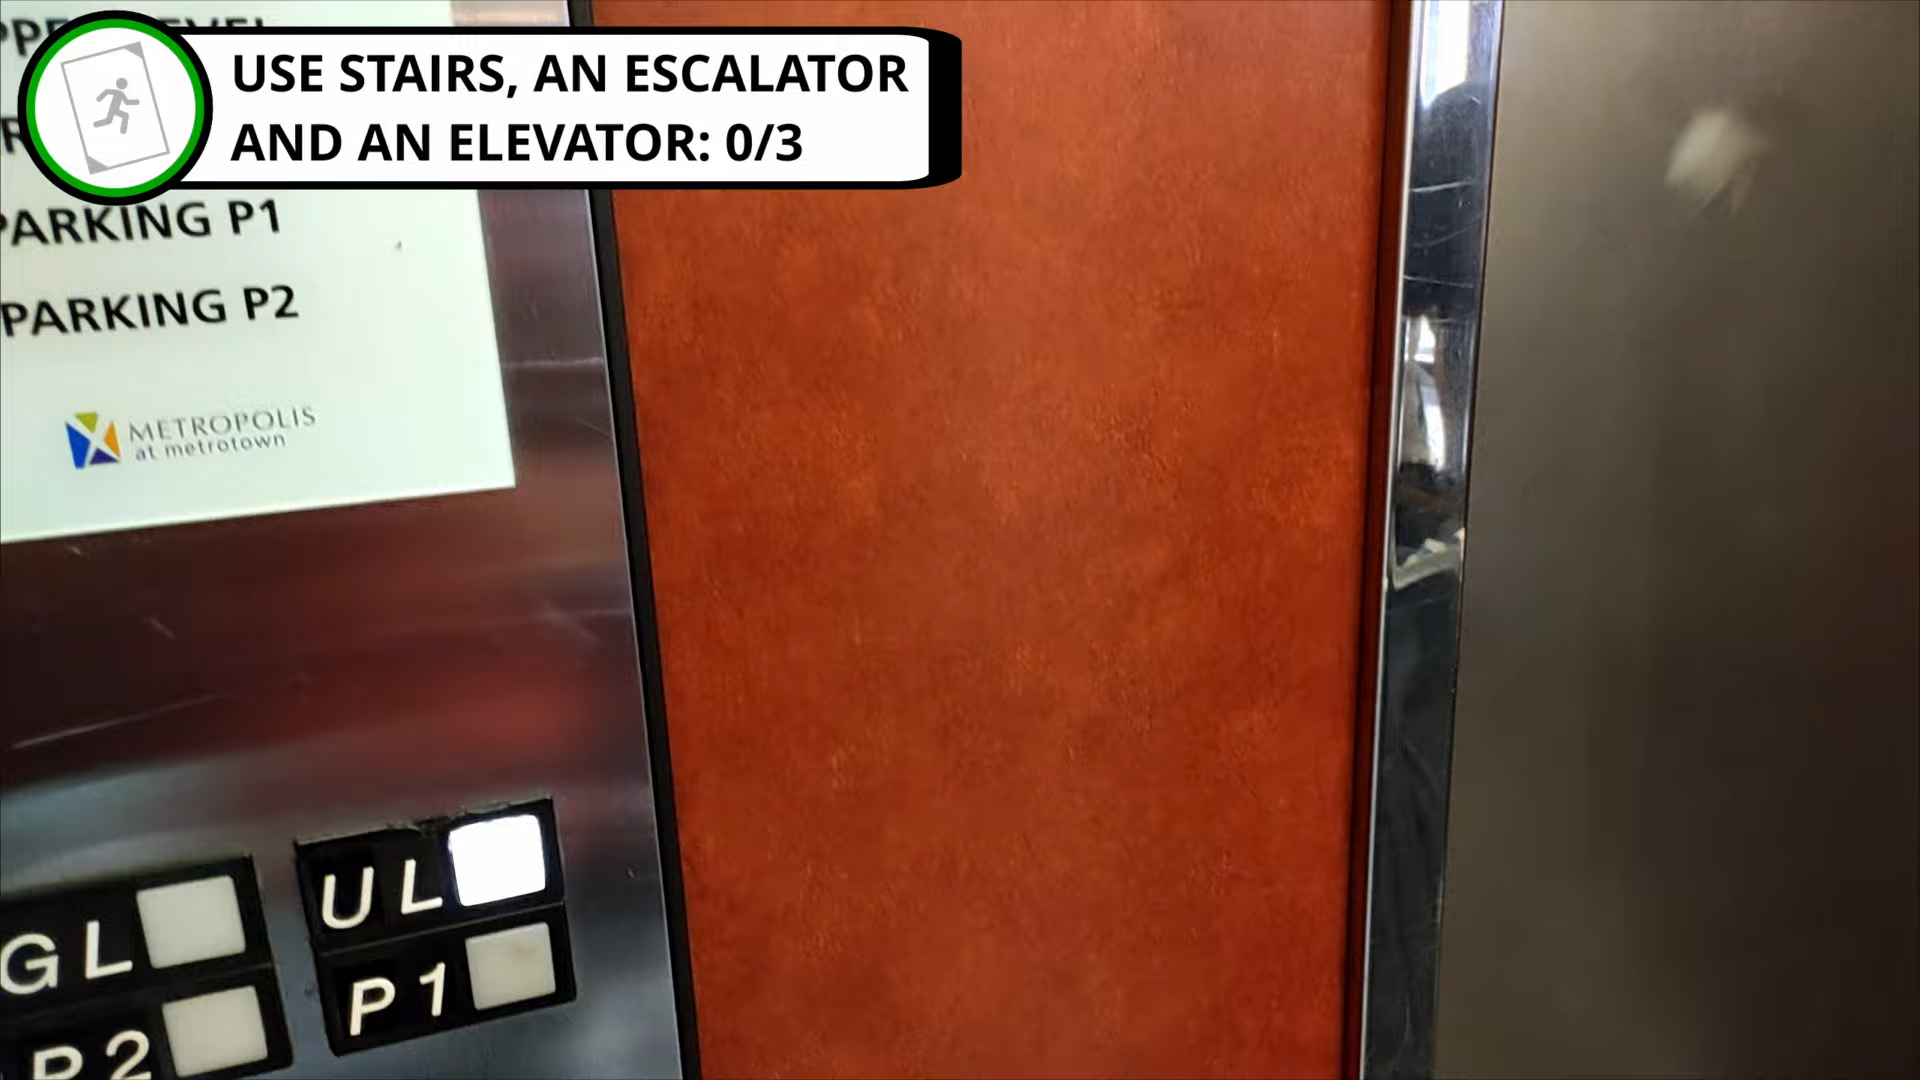 USE STAIRS, AN ESCALATOR
AND AN ELEVATOR: 0/3
PARKING P1
PARKING P2
METROPOLIS
at metrotown
UL
GL
P1
P2